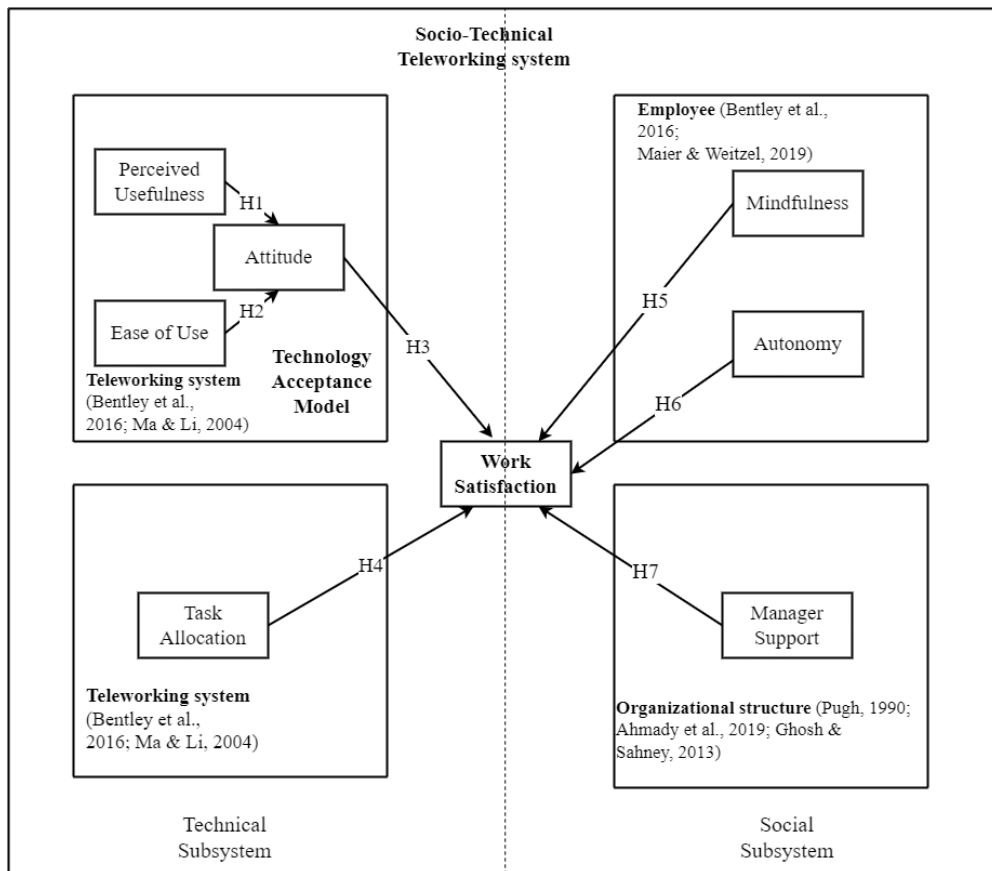 Socio-Technical
Teleworking system
Perceived
Usefulness
H1
Attitude
H2
Ease of Use
Technology
Acceptance
Model
Teleworking system
(Bentley et al.,
2016; Ma & Li, 2004)
H3
Employee (Bentley et al.,
2016;
Maier & Weitzel, 2019)
Mindfulness
H5
Autonomy
H6
Work
Satisfaction
H4
Task
Allocation
Teleworking system
(Bentley et al.,
2016; Ma & Li, 2004)
H7
Manager
Support
Organizational structure (Pugh, 1990;
Ahmady et al., 2019; Ghosh &
Sahney, 2013)
Technical
Subsystem
Social
Subsystem